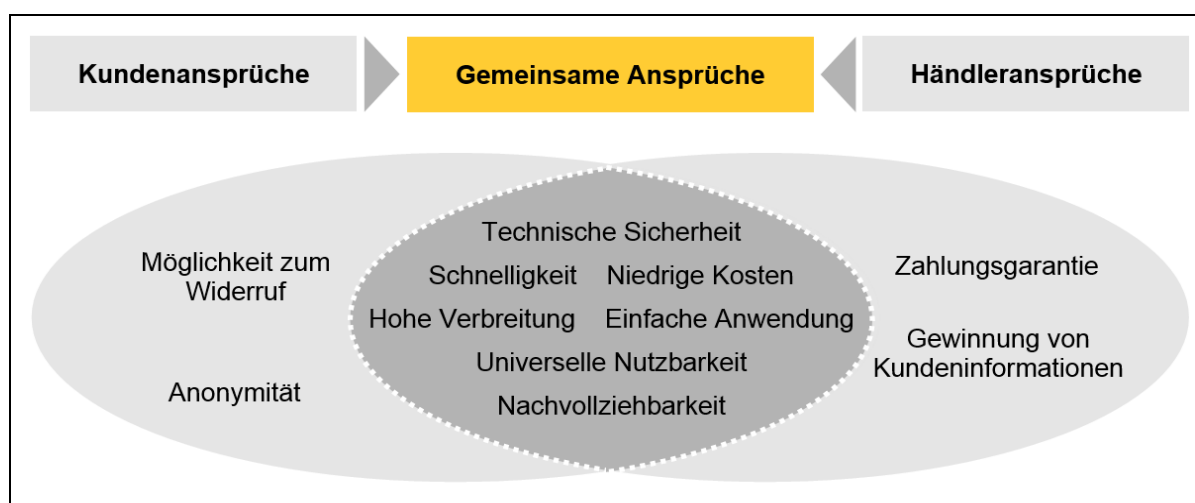 Kundenansprüche
Gemeinsame Ansprüche
Händleransprüche
Möglichkeit zum
Widerruf
Anonymität
Technische Sicherheit
Schnelligkeit Niedrige Kosten
Hohe Verbreitung Einfache Anwendung
Universelle Nutzbarkeit
Nachvollziehbarkeit
Zahlungsgarantie
Gewinnung von
Kundeninformationen